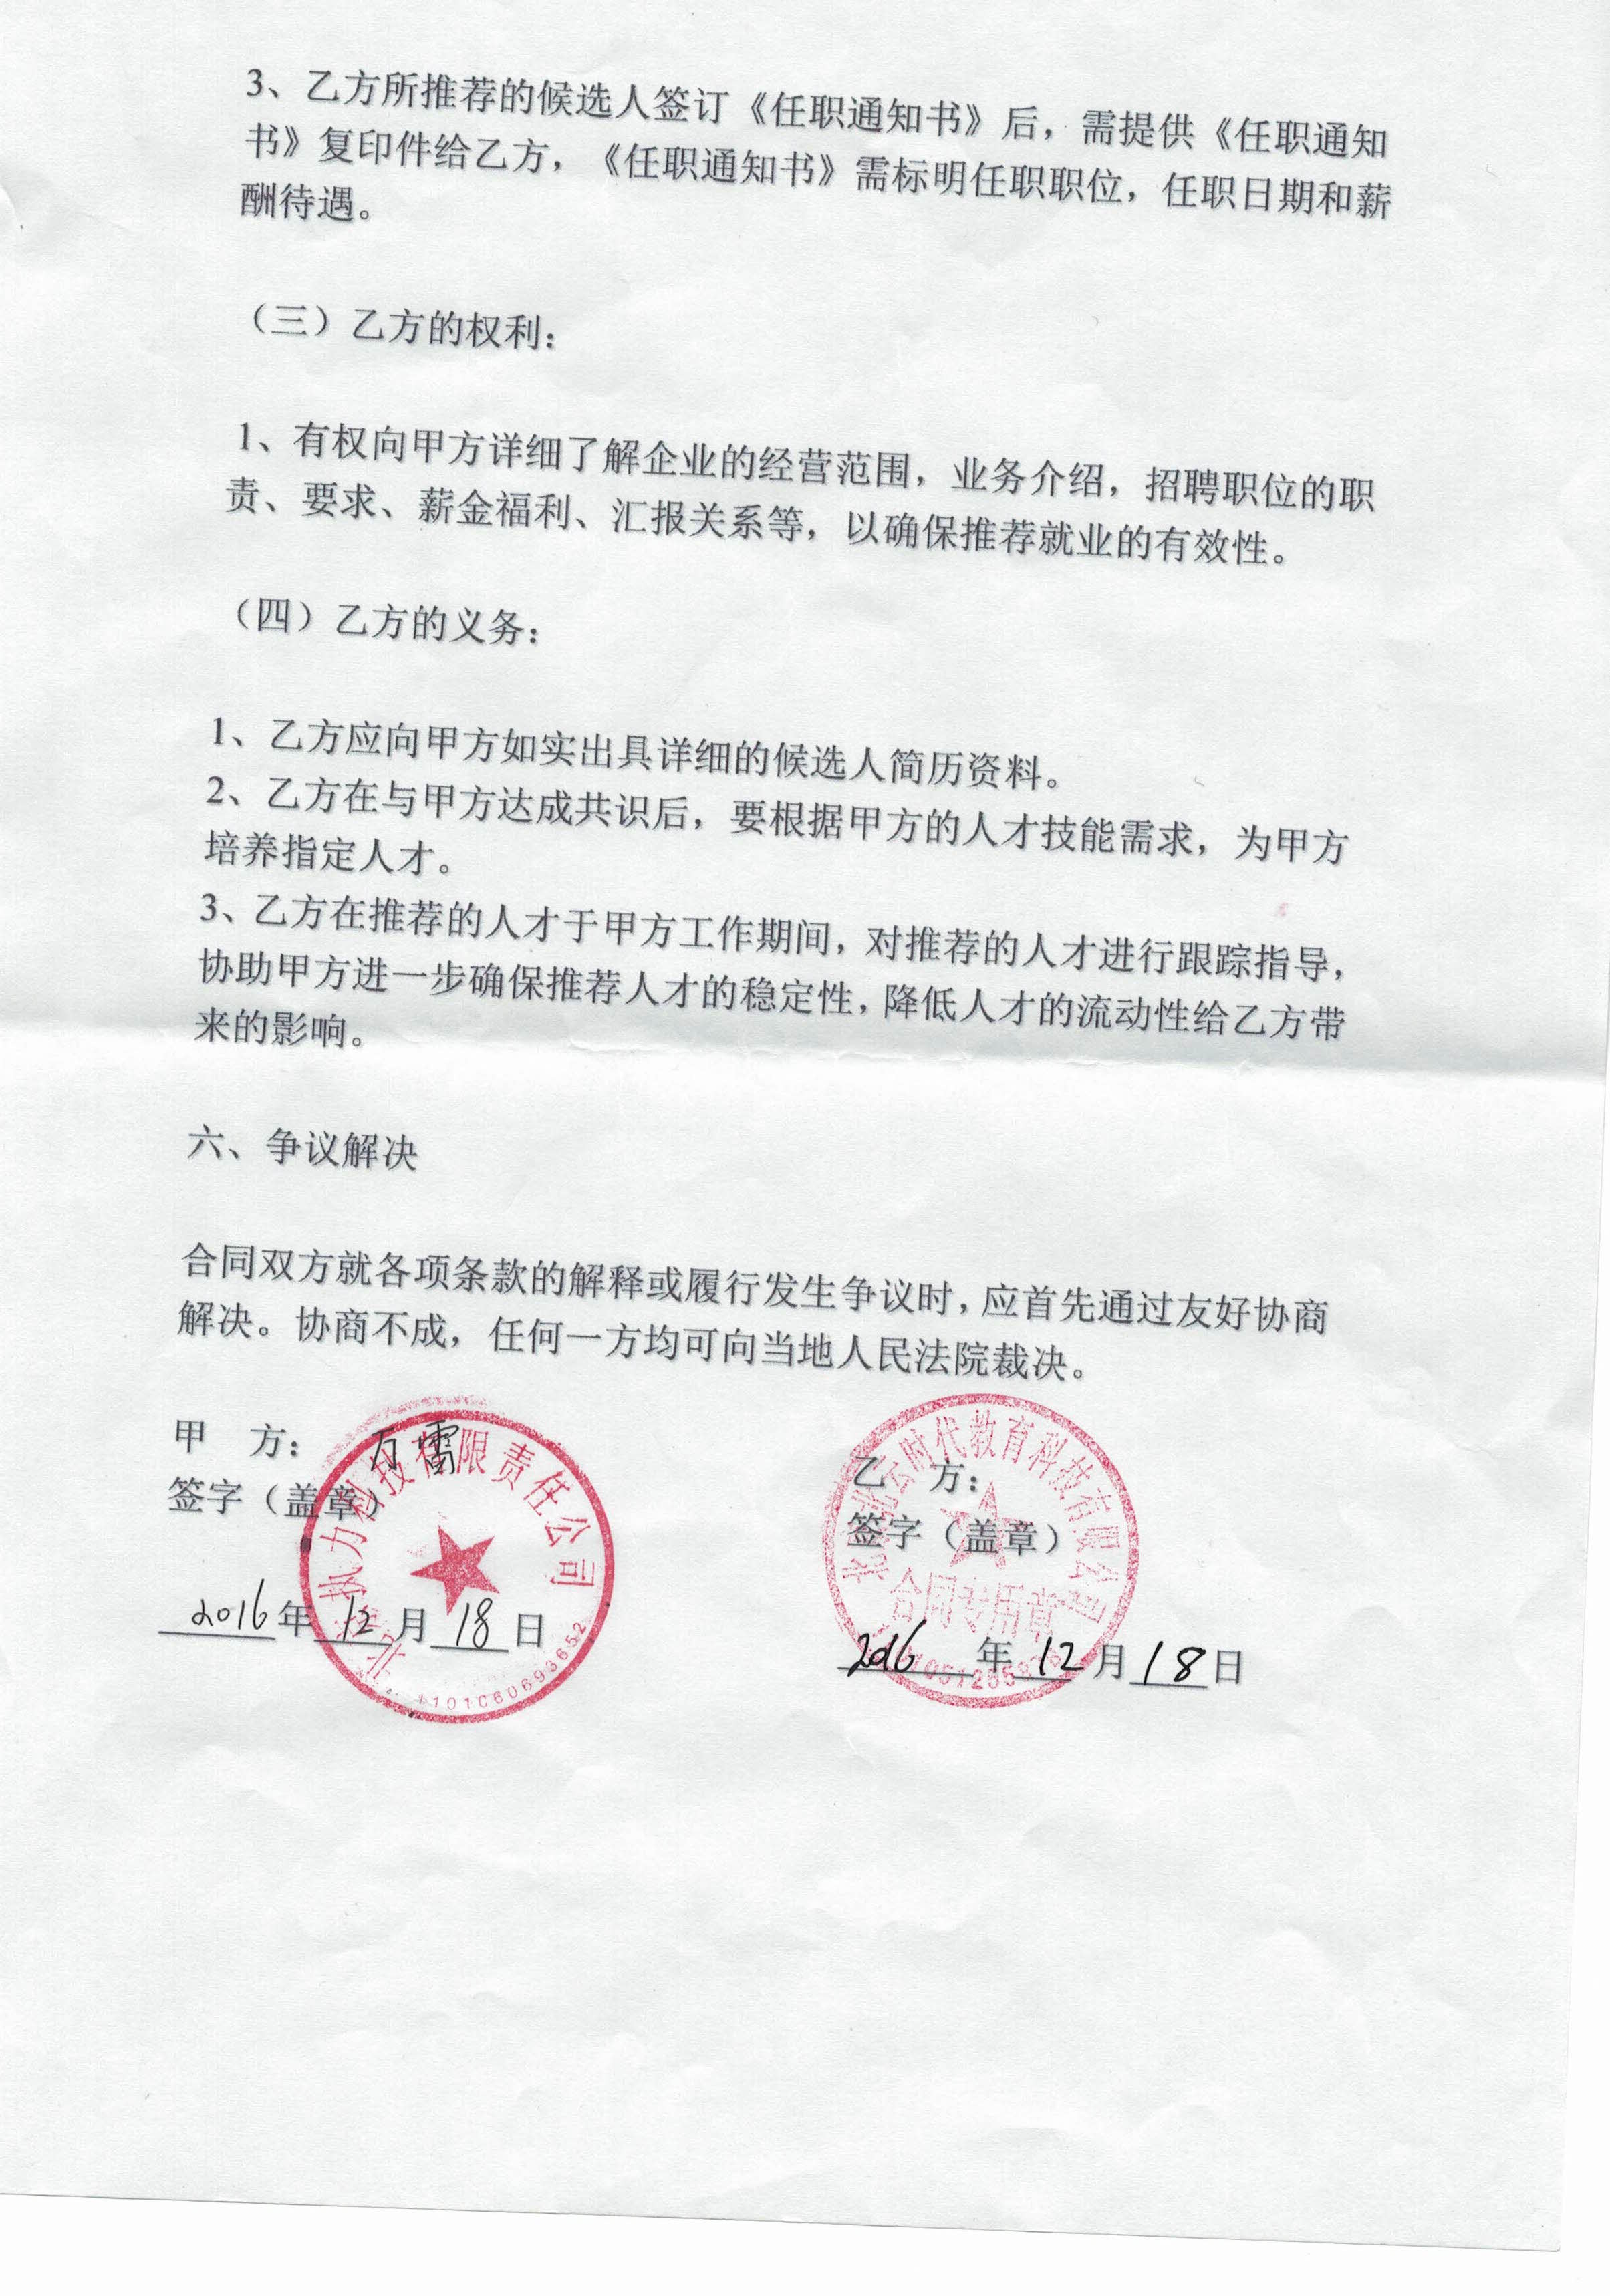 3、乙方所推荐的候选人签订《任职通知书》后，需提供《任职通知
书》复印件给乙方，《任职通知书》需标明任职职位，任职日期和薪
酬待遇。
（三）乙方的权利：
1、有权向甲方详细了解企业的经营范围，业务介绍，招聘职位的职
责、要求、薪金福利、汇报关系等，以确保推荐就业的有效性。
（四）乙方的义务：
1、乙方应向甲方如实出具详细的候选人简历资料。
2、乙方在与甲方达成共识后，要根据甲方的人才技能需求，为甲方
培养指定人才。
3、乙方在推荐的人才于甲方工作期间，对推荐的人才进行跟踪指导，
协助甲方进一步确保推荐人才的稳定性，降低人才的流动性给乙方带
来的影响。
六、争议解决
合同双方就各项条款的解释或履行发生争议时，应首先通过友好协商
解决。协商不成，任何一方均可向当地人民法院裁决。
甲 方：
签字（盖章）
2016年12月18日
执力科技有限责任公司
乙 方：
签字（盖章）
2016年12月18日
云时代教育科技有限公司
合同专用章